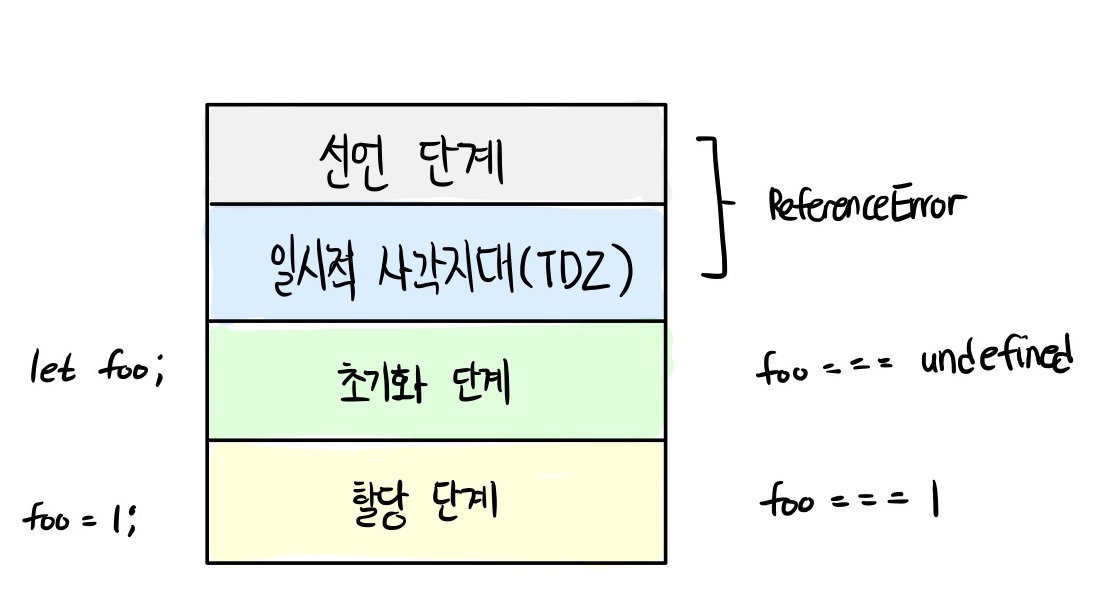 선언 단계
ReferenceError
일시적 사각지대(TDZ)
let foo;
초기화 단계
foo === undefined
foo = 1;
할당 단계
foo === 1